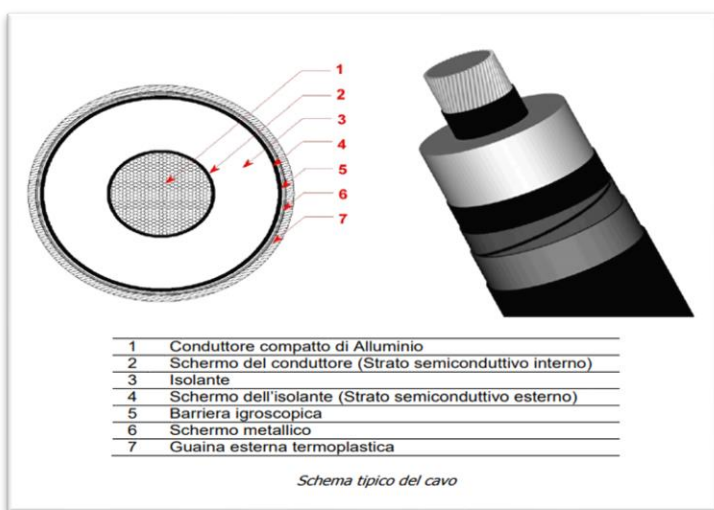 1
2
3
4
5
6
7
1 Conduttore compatto di Alluminio
2 Schermo del conduttore (Strato semiconduttivo interno)
3 Isolante
4 Schermo dell'isolante (Strato semiconduttivo esterno)
5 Barriera igroscopica
6 Schermo metallico
7 Guaina esterna termoplastica
Schema tipico del cavo